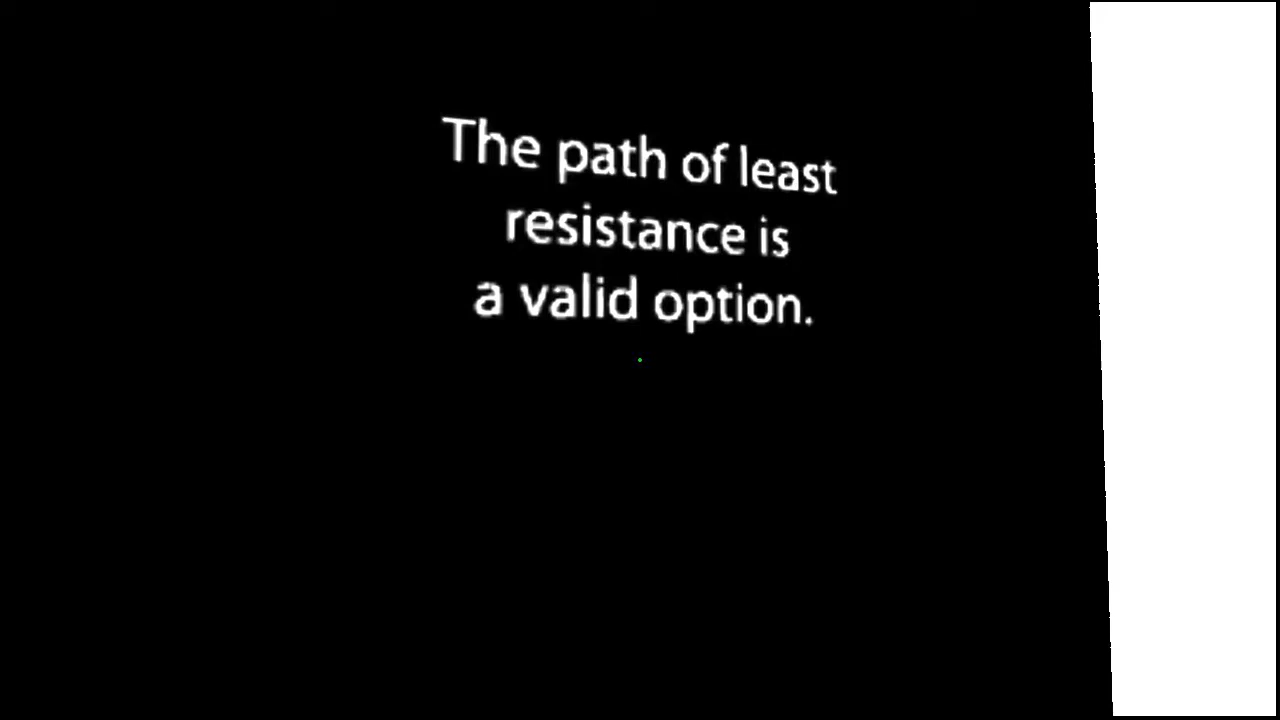 The path of least
resistance is
a valid option.